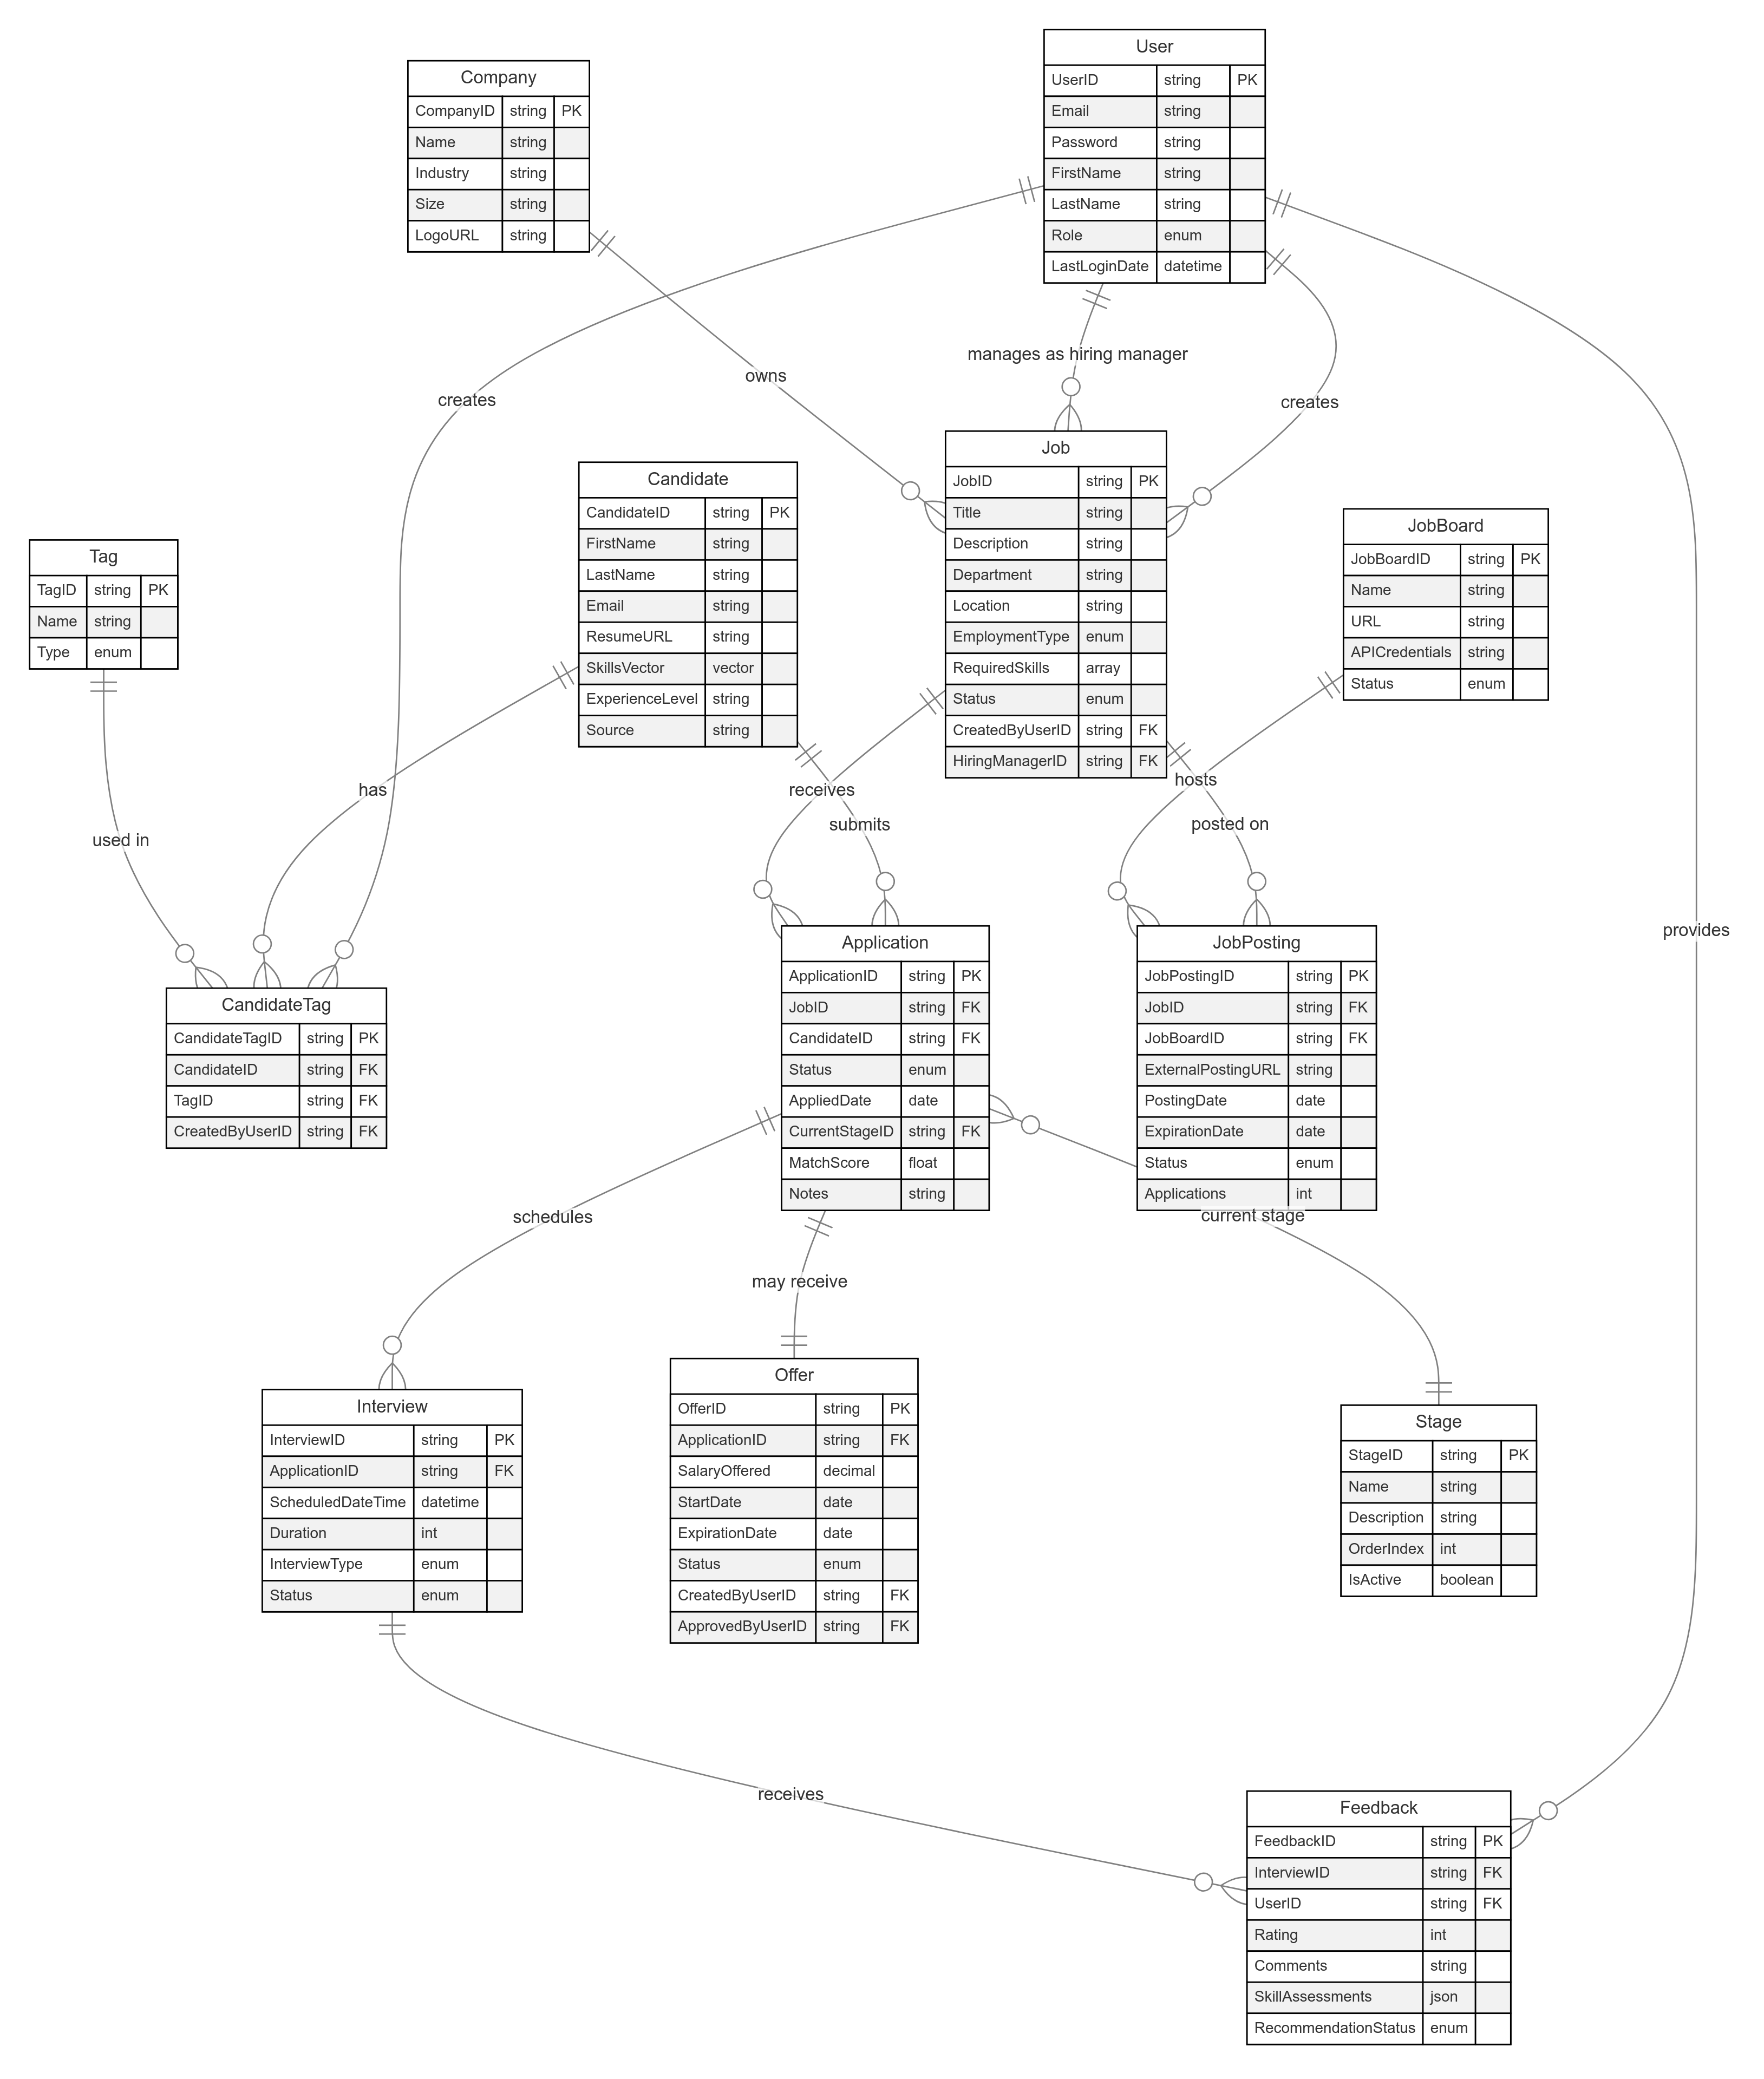 User
UserID string PK
Email string
Password string
FirstName string
LastName string
Role enum
LastLoginDate datetime
Company
CompanyID string PK
Name string
Industry string
Size string
LogoURL string
manages as hiring manager
owns
creates
creates
Job
JobID string PK
Title string
Description string
Department string
Location string
EmploymentType enum
RequiredSkills array
Status enum
CreatedByUserID string FK
HiringManagerID string FK
Candidate
CandidateID string PK
FirstName string
LastName string
Email string
ResumeURL string
SkillsVector vector
ExperienceLevel string
Source string
JobBoard
JobBoardID string PK
Name string
URL string
APICredentials string
Status enum
Tag
TagID string PK
Name string
Type enum
has
receives
hosts
used in
submits
posted on
provides
Application
ApplicationID string PK
JobID string FK
CandidateID string FK
Status enum
AppliedDate date
CurrentStageID string FK
MatchScore float
Notes string
JobPosting
JobPostingID string PK
JobID string FK
JobBoardID string FK
ExternalPostingURL string
PostingDate date
ExpirationDate date
Status enum
Applications int
CandidateTag
CandidateTagID string PK
CandidateID string FK
TagID string FK
CreatedByUserID string FK
schedules
current stage
may receive
Offer
OfferID string PK
ApplicationID string FK
SalaryOffered decimal
StartDate date
ExpirationDate date
Status enum
CreatedByUserID string FK
ApprovedByUserID string FK
Interview
InterviewID string PK
ApplicationID string FK
ScheduledDateTime datetime
Duration int
InterviewType enum
Status enum
Stage
StageID string PK
Name string
Description string
OrderIndex int
IsActive boolean
receives
Feedback
FeedbackID string PK
InterviewID string FK
UserID string FK
Rating int
Comments string
SkillAssessments json
RecommendationStatus enum